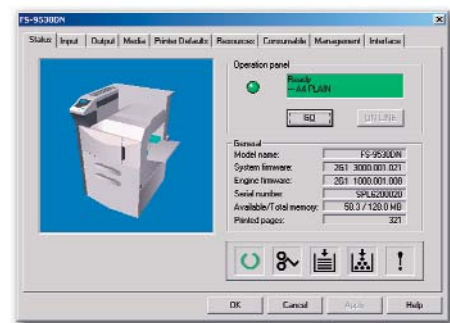 FS-9530DN
Status Input Output Media Printer Defaults Resources Consumable Management Interface
Operation panel
Ready
-- A4 PLAIN
GO ON LINE
General
Model name: FS-9530DN
System firmware: 2G1 3000.001.021
Engine firmware: 2G1 1000.001.008
Serial number: SPL6200020
Available/Total memory: 50.3 / 128.0 MB
Printed pages: 321
OK Cancel Apply Help